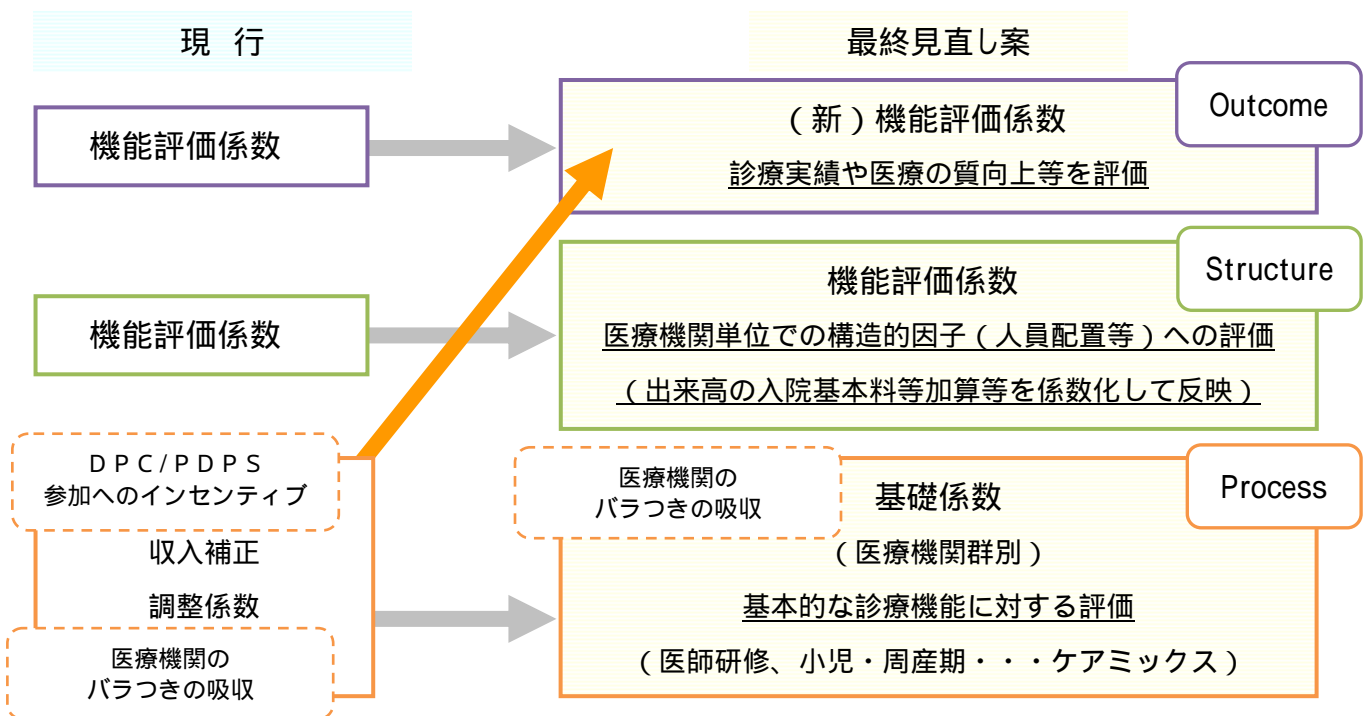 現 行
最終見直し案
機能評価係数
(新)機能評価係数
診療実績や医療の質向上等を評価
Outcome
機能評価係数
機能評価係数
医療機関単位での構造的因子(人員配置等)への評価
(出来高の入院基本料等加算等を係数化して反映)
Structure
DPC/PDPS
参加へのインセンティブ
収入補正
調整係数
医療機関の
バラつきの吸収
医療機関の
バラつきの吸収
基礎係数
(医療機関群別)
基本的な診療機能に対する評価
(医師研修、小児・周産期・・・ケアミックス)
Process